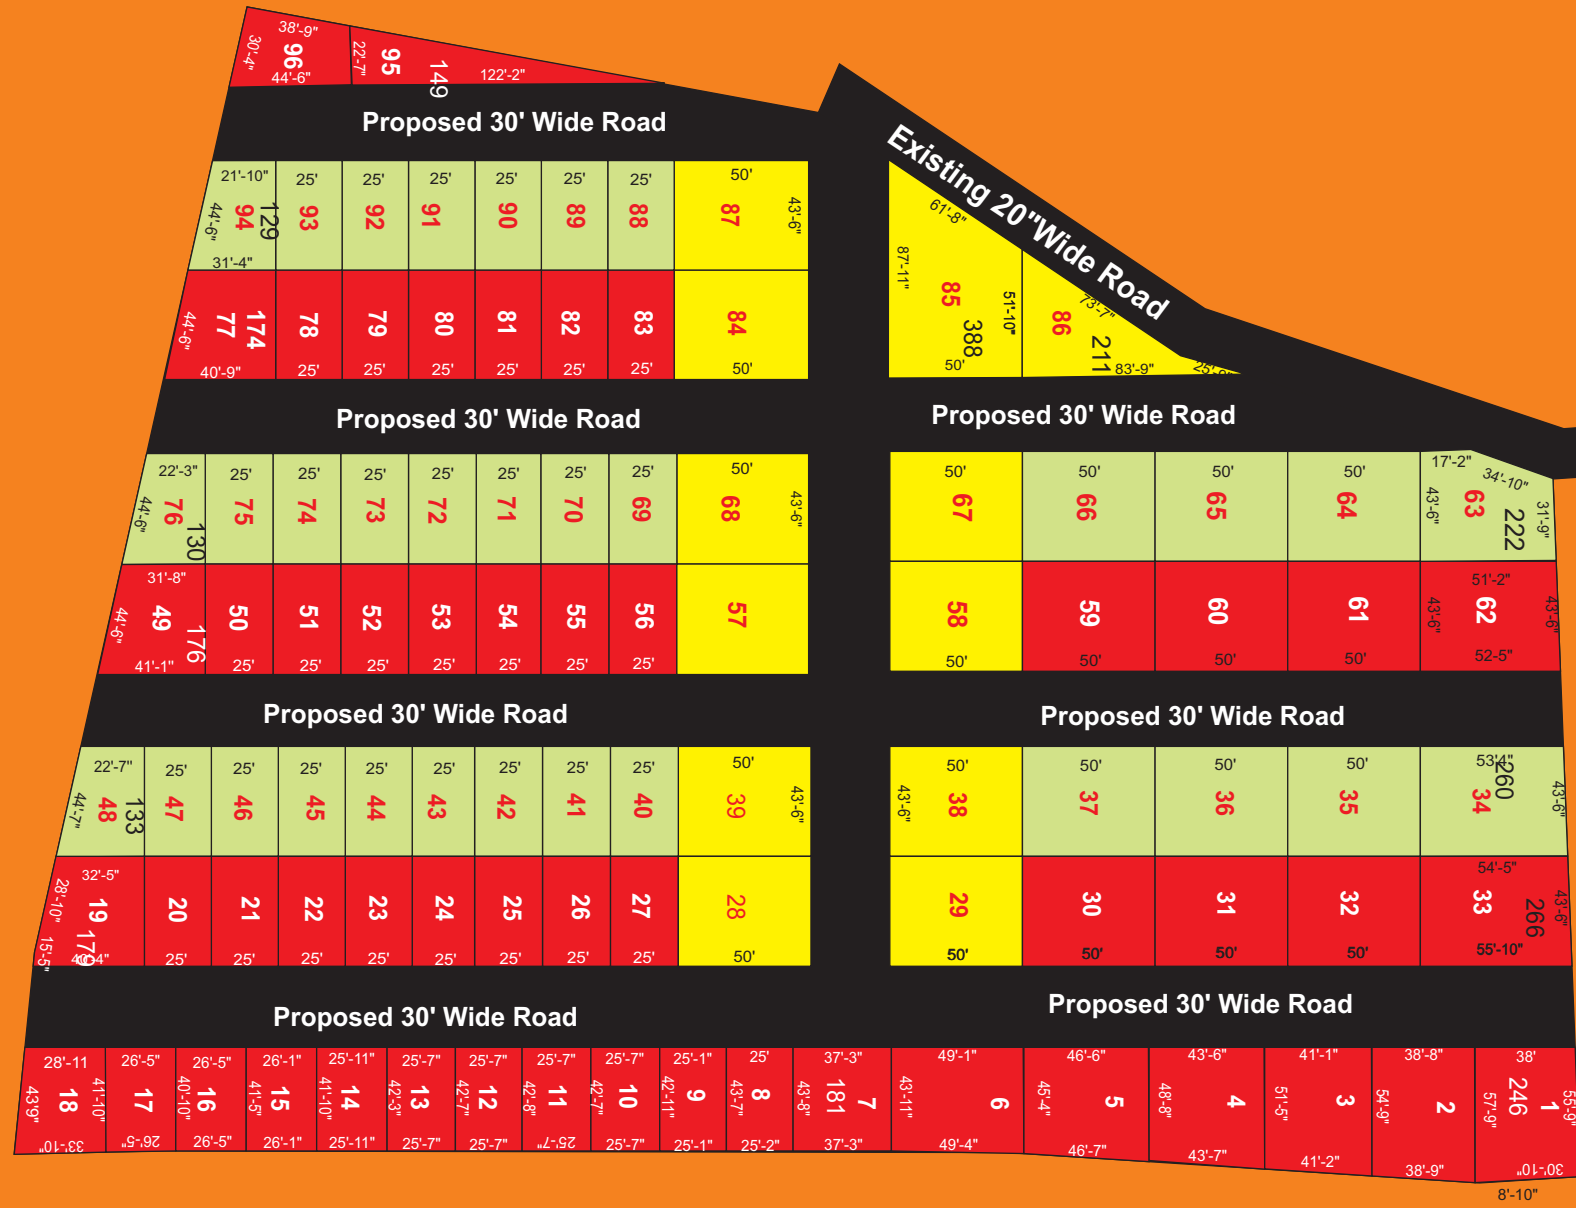 38'-9"
30'-4"
96
44'-6"
22'-7"
95
149
122'-2"
Proposed 30' Wide Road
Existing 20"Wide Road
21'-10" 25' 25' 25' 25' 25' 25' 50'
44'-6" 94 129 93 92 91 90 89 88 87 43'-6"
31'-4"
61'-8"
87'-11" 85 388 51'-10" 50'
73'-7"
86 211 83'-9"
44'-6" 77 174 78 79 80 81 82 83 84
40'-9" 25' 25' 25' 25' 25' 25' 50'
Proposed 30' Wide Road
Proposed 30' Wide Road
22'-3" 25' 25' 25' 25' 25' 25' 25' 50'
44'-6" 76 130 75 74 73 72 71 70 69 68 43'-6"
50' 50' 50' 50' 17'-2" 34'-10"
67 66 65 64 43'-6" 63 222 31'-9"
31'-8"
44'-6" 49 176 50 51 52 53 54 55 56 57
41'-1" 25' 25' 25' 25' 25' 25' 25'
51'-2"
58 59 60 61 43'-6" 62 43'-6"
50' 50' 50' 50' 52-5"
Proposed 30' Wide Road
Proposed 30' Wide Road
22'-7" 25' 25' 25' 25' 25' 25' 25' 25' 50'
44'-7" 48 133 47 46 45 44 43 42 41 40 39 43'-6"
50' 50' 50' 50' 53'4"
43'-6" 38 37 36 35 34 260 43'-6"
32'-5"
28'-10" 19 179 20 21 22 23 24 25 26 27 28
15'-5" 40'-4" 25' 25' 25' 25' 25' 25' 25' 25' 50'
54'-5"
29 30 31 32 33 266 43'-6"
50' 50' 50' 50' 55'-10"
Proposed 30' Wide Road
Proposed 30' Wide Road
28'-11 26'-5" 26'-5" 26'-1" 25'-11" 25'-7" 25'-7" 25'-7" 25'-7" 25'-1" 25' 37'-3" 49'-1" 46'-6" 43'-6" 41'-1" 38'-8" 38'
43'9" 18 41'-10" 17 40'-10" 16 41'-5" 15 41'-10" 14 42'-3" 13 42'-7" 12 42'-8" 11 42'-7" 10 42'-11" 9 43'-7" 8 43'-8" 181 7 43'-11" 6 45'-4" 5 48'-8" 4 51'-5" 3 54'-9" 2 57'-9" 246 1 55'-9"
33'-10" 26'-5" 26'-5" 26'-1" 25'-11" 25'-7" 25'-7" 25'-7" 25'-7" 25'-1" 25'-2" 37'-3" 49'-4" 46'-7" 43'-7" 41'-2" 38'-9" 30'-10"
8'-10"